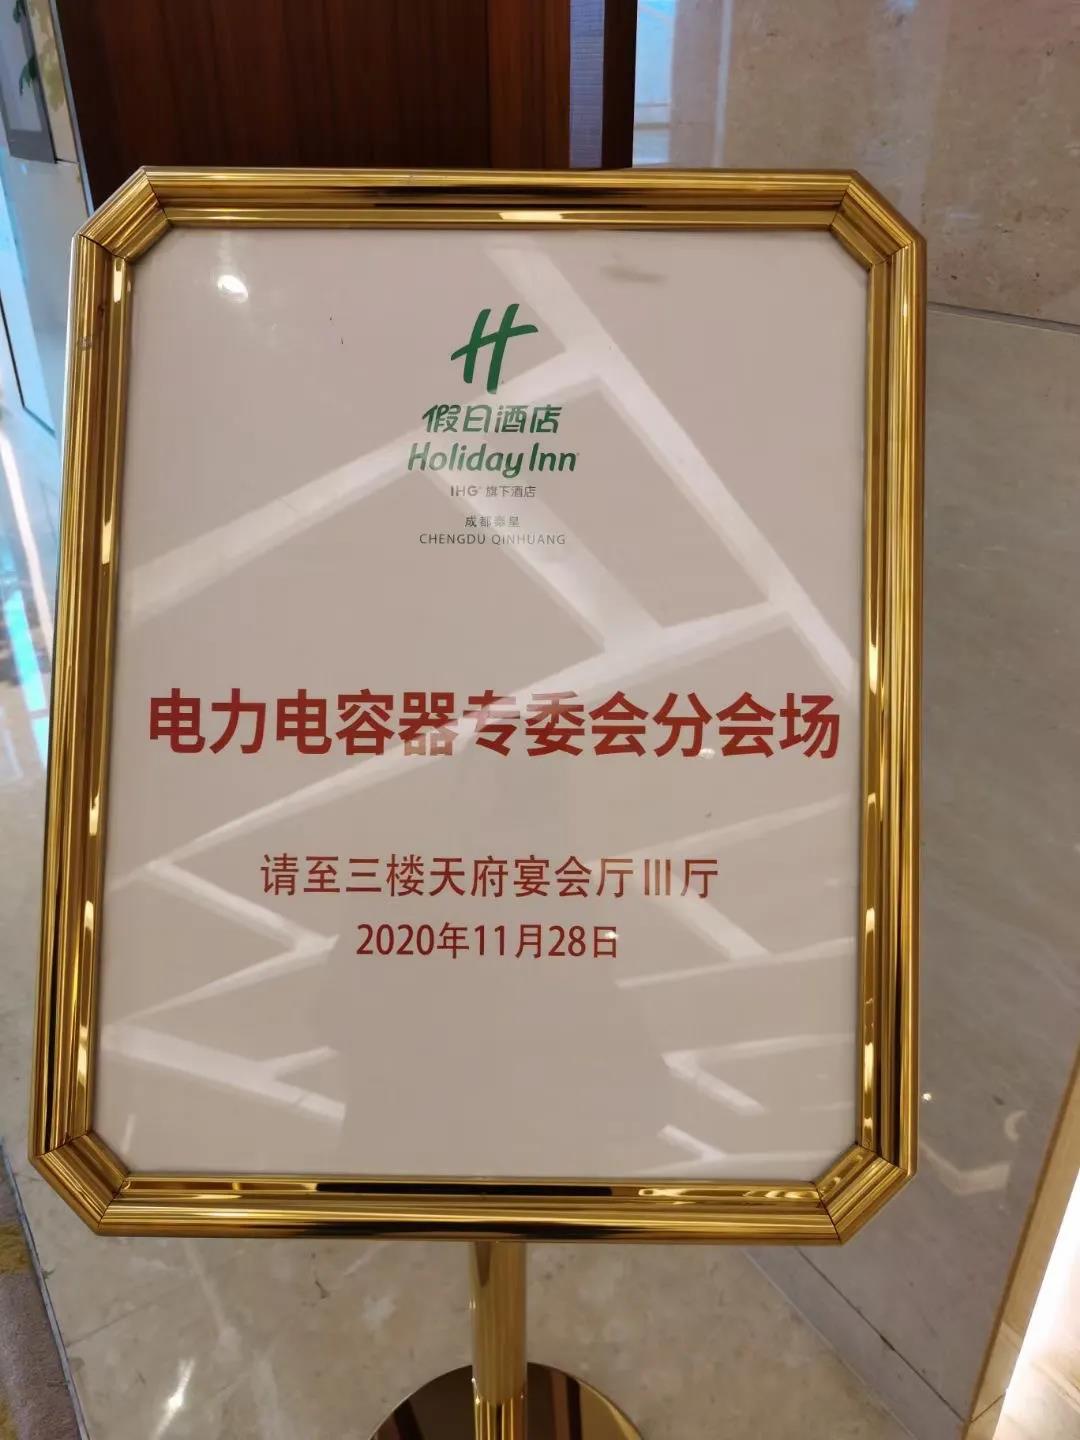 假日酒店
Holiday Inn
IHG® 旗下酒店
成都秦皇
CHENGDU QINHUANG
电力电容器专委会分会场
请至三楼天府宴会厅III厅
2020年11月28日